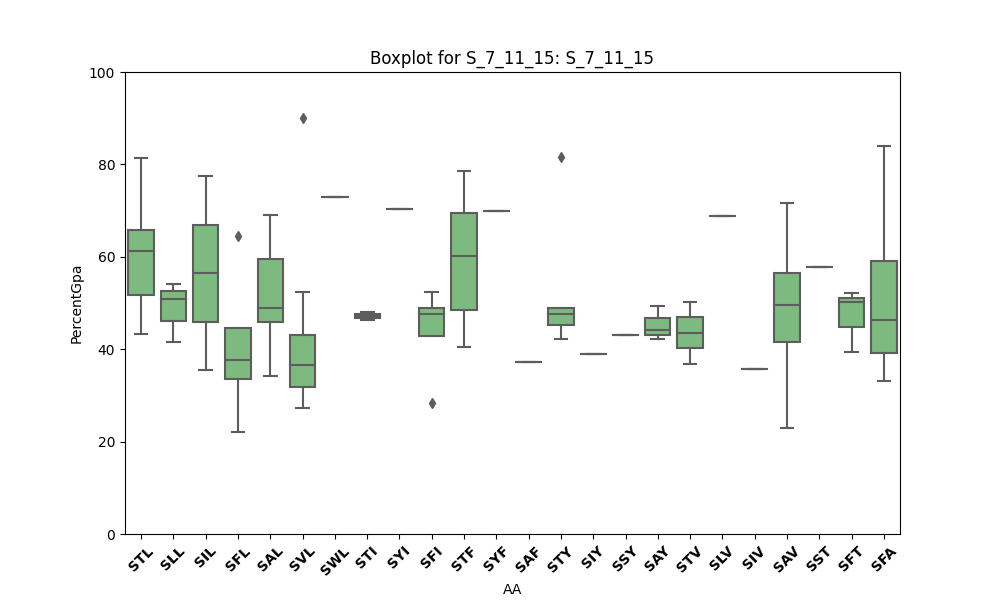 Boxplot for S_7_11_15: S_7_11_15
100
80
60
40
20
0
PercentGpa
STL SLL SIL SFL SAL SVL SWL STI SYI SFI STF SYF SAF STY SIY SSY SAY STV SLV SIV SAV SST SFT SFA
AA